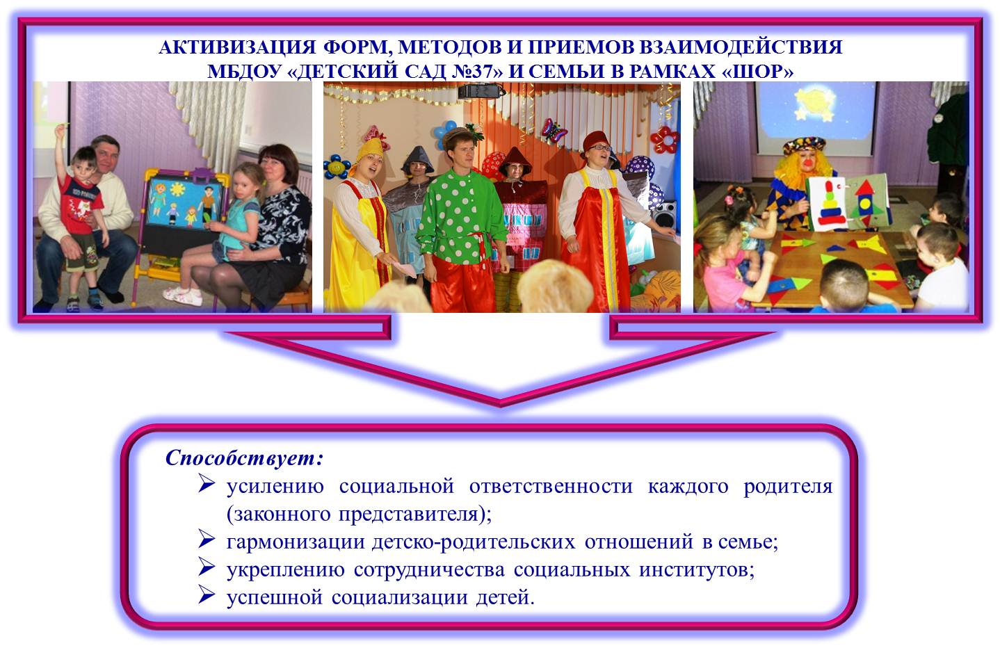 АКТИВИЗАЦИЯ ФОРМ, МЕТОДОВ И ПРИЕМОВ ВЗАИМОДЕЙСТВИЯ
МБДОУ «ДЕТСКИЙ САД №37» И СЕМЬИ В РАМКАХ «ШОР»
Способствует:
усилению социальной ответственности каждого родителя
(законного представителя);
гармонизации детско-родительских отношений в семье;
укреплению сотрудничества социальных институтов;
успешной социализации детей.